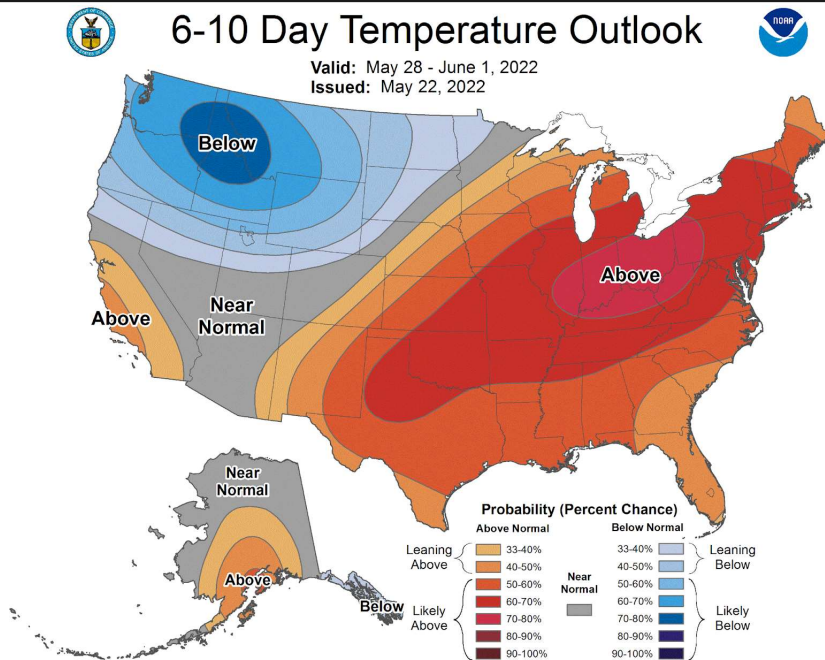 6-10 Day Temperature Outlook
NOAA
Valid: May 28 - June 1, 2022
Issued: May 22, 2022
Below
Above
Near
Normal
Above
Near
Normal
Above
Below
Probability (Percent Chance)
Above Normal
Below Normal
Leaning
Above
33-40%
40-50%
Likely
Above
50-60%
60-70%
70-80%
80-90%
90-100%
Near
Normal
33-40%
40-50%
Leaning
Below
50-60%
60-70%
70-80%
80-90%
90-100%
Likely
Below